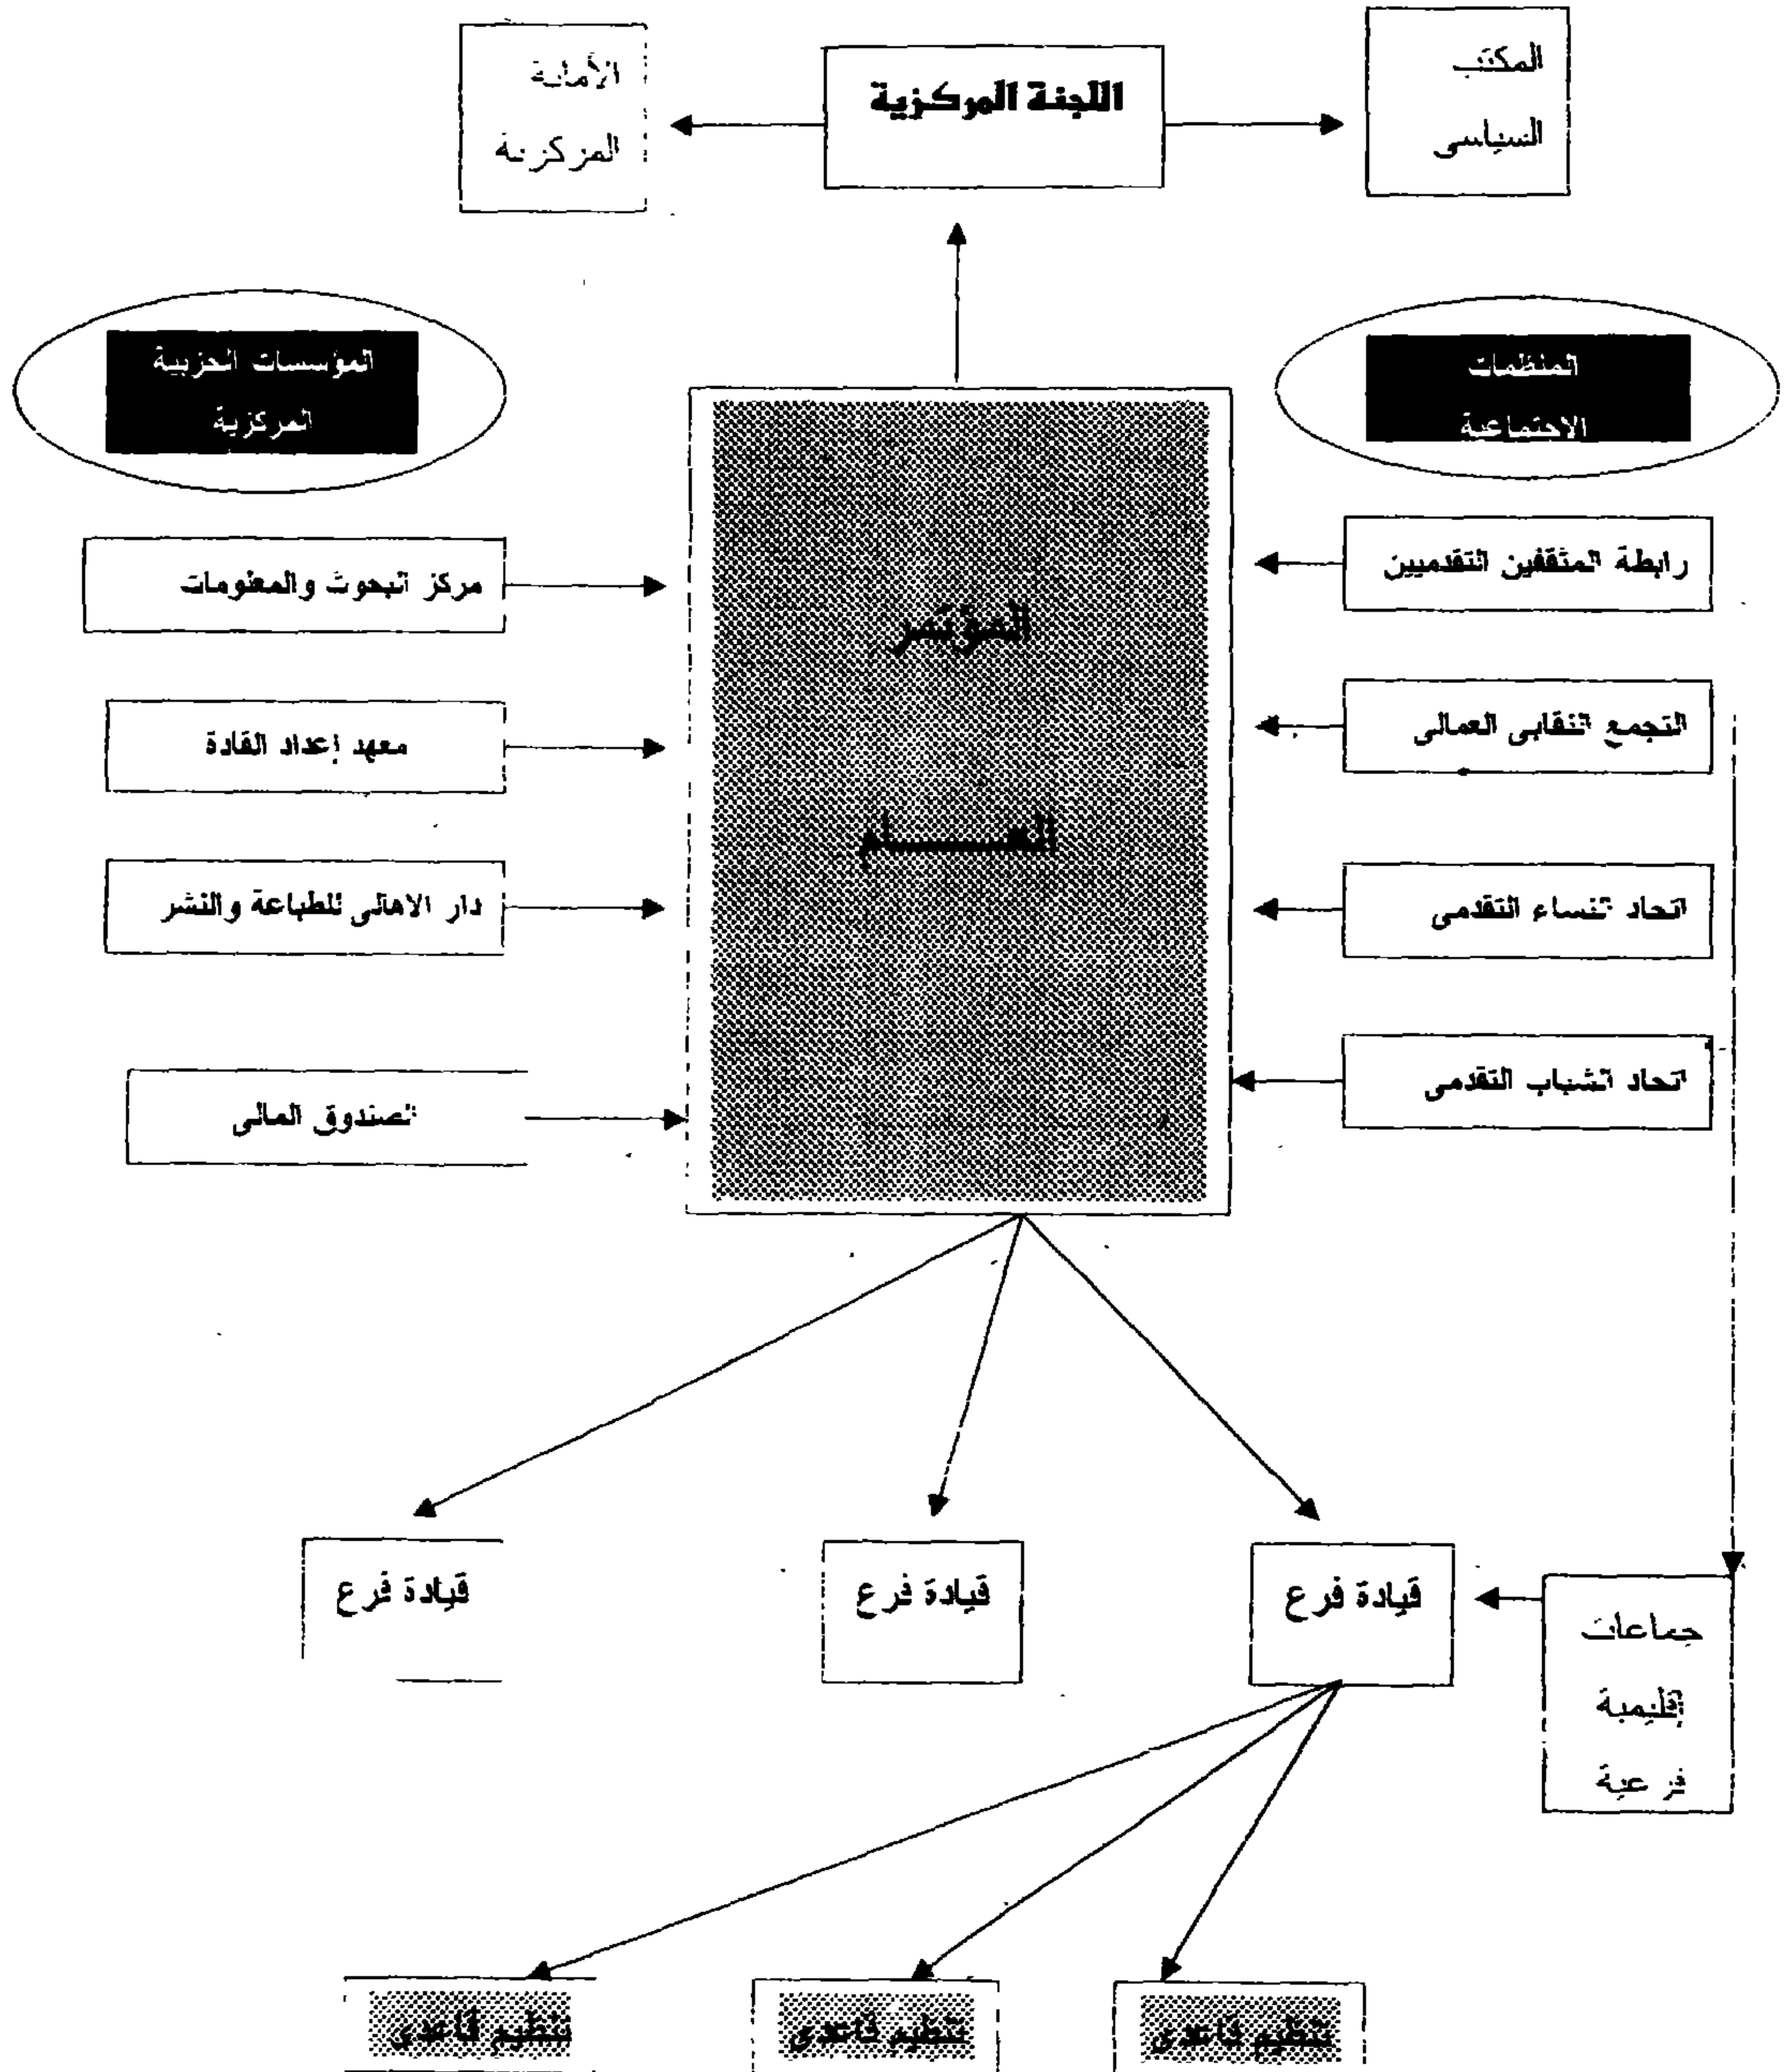 المكتب
السياسى
اللجنة المركزية
الأمانة
المركزية
المنظمات
الاجتماعية
المؤسسات الحزبية
المركزية
رابطة المثقفين التقدميين
التجمع النقابى العمالى
اتحاد النساء التقدمى
اتحاد الشباب التقدمى
المؤتمر
العــــــام
مركز البحوث والمعلومات
معهد إعداد القادة
دار الاهالى للطباعة والنشر
الصندوق المالى
جماعات
إقليمية
فرعية
قيادة فرع
قيادة فرع
قيادة فرع
تنظيم قاعدى
تنظيم قاعدى
تنظيم قاعدى